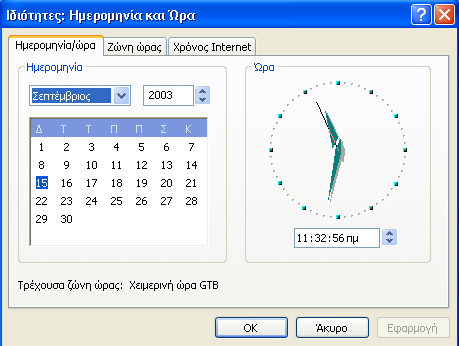 Ιδιότητες: Ημερομηνία και Ώρα
Ημερομηνία/ώρα Ζώνη ώρας Χρόνος Internet
Ημερομηνία Ώρα
Σεπτέμβριος 2003
Δ Τ Τ Π Π Σ Κ
1 2 3 4 5 6 7
8 9 10 11 12 13 14
15 16 17 18 19 20 21
22 23 24 25 26 27 28
29 30
11:32:56 πμ
Τρέχουσα ζώνη ώρας: Χειμερινή ώρα GTB
OK Άκυρο Εφαρμογή